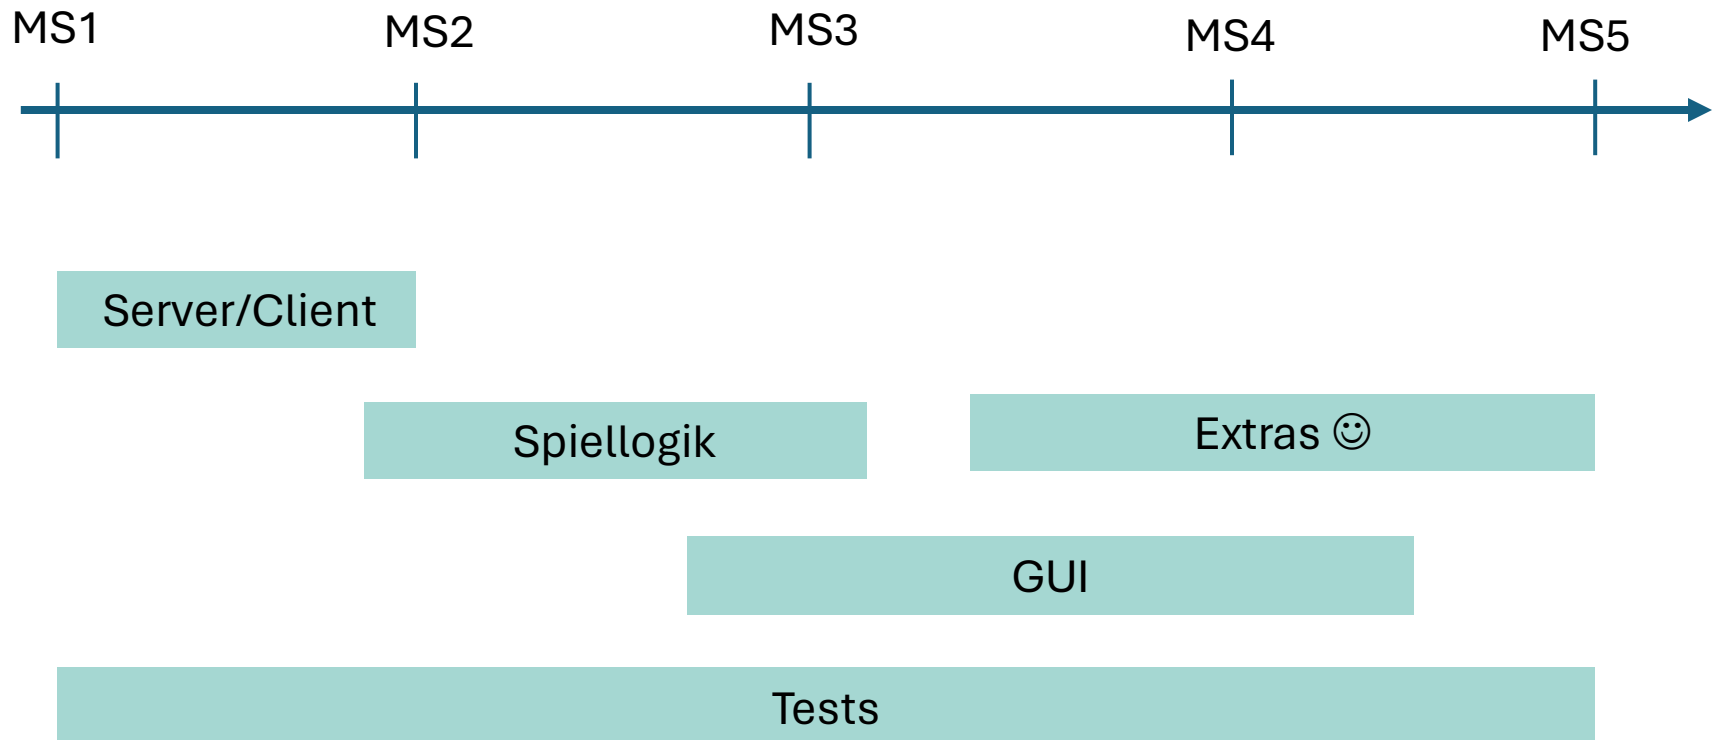 MS1 MS2 MS3 MS4 MS5
Server/Client
Spiellogik
Extras ☺
GUI
Tests